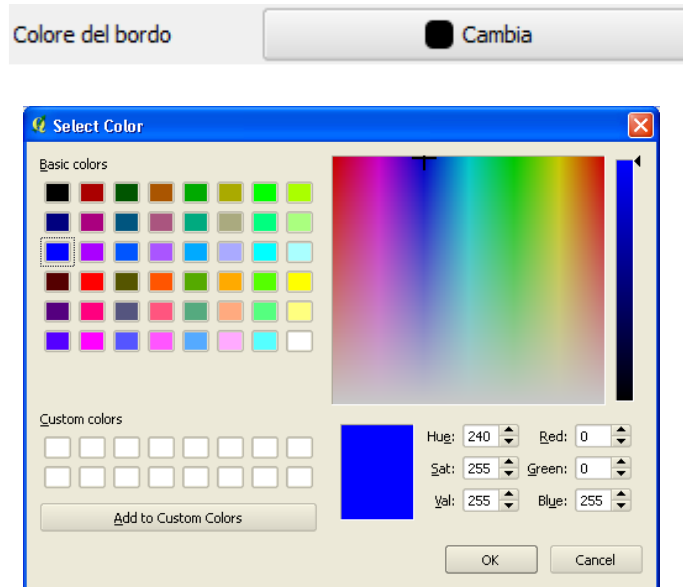 Colore del bordo Cambia
Select Color
Basic colors
Custom colors
Hue: 240 Red: 0
Sat: 255 Green: 0
Val: 255 Blue: 255
Add to Custom Colors
OK Cancel